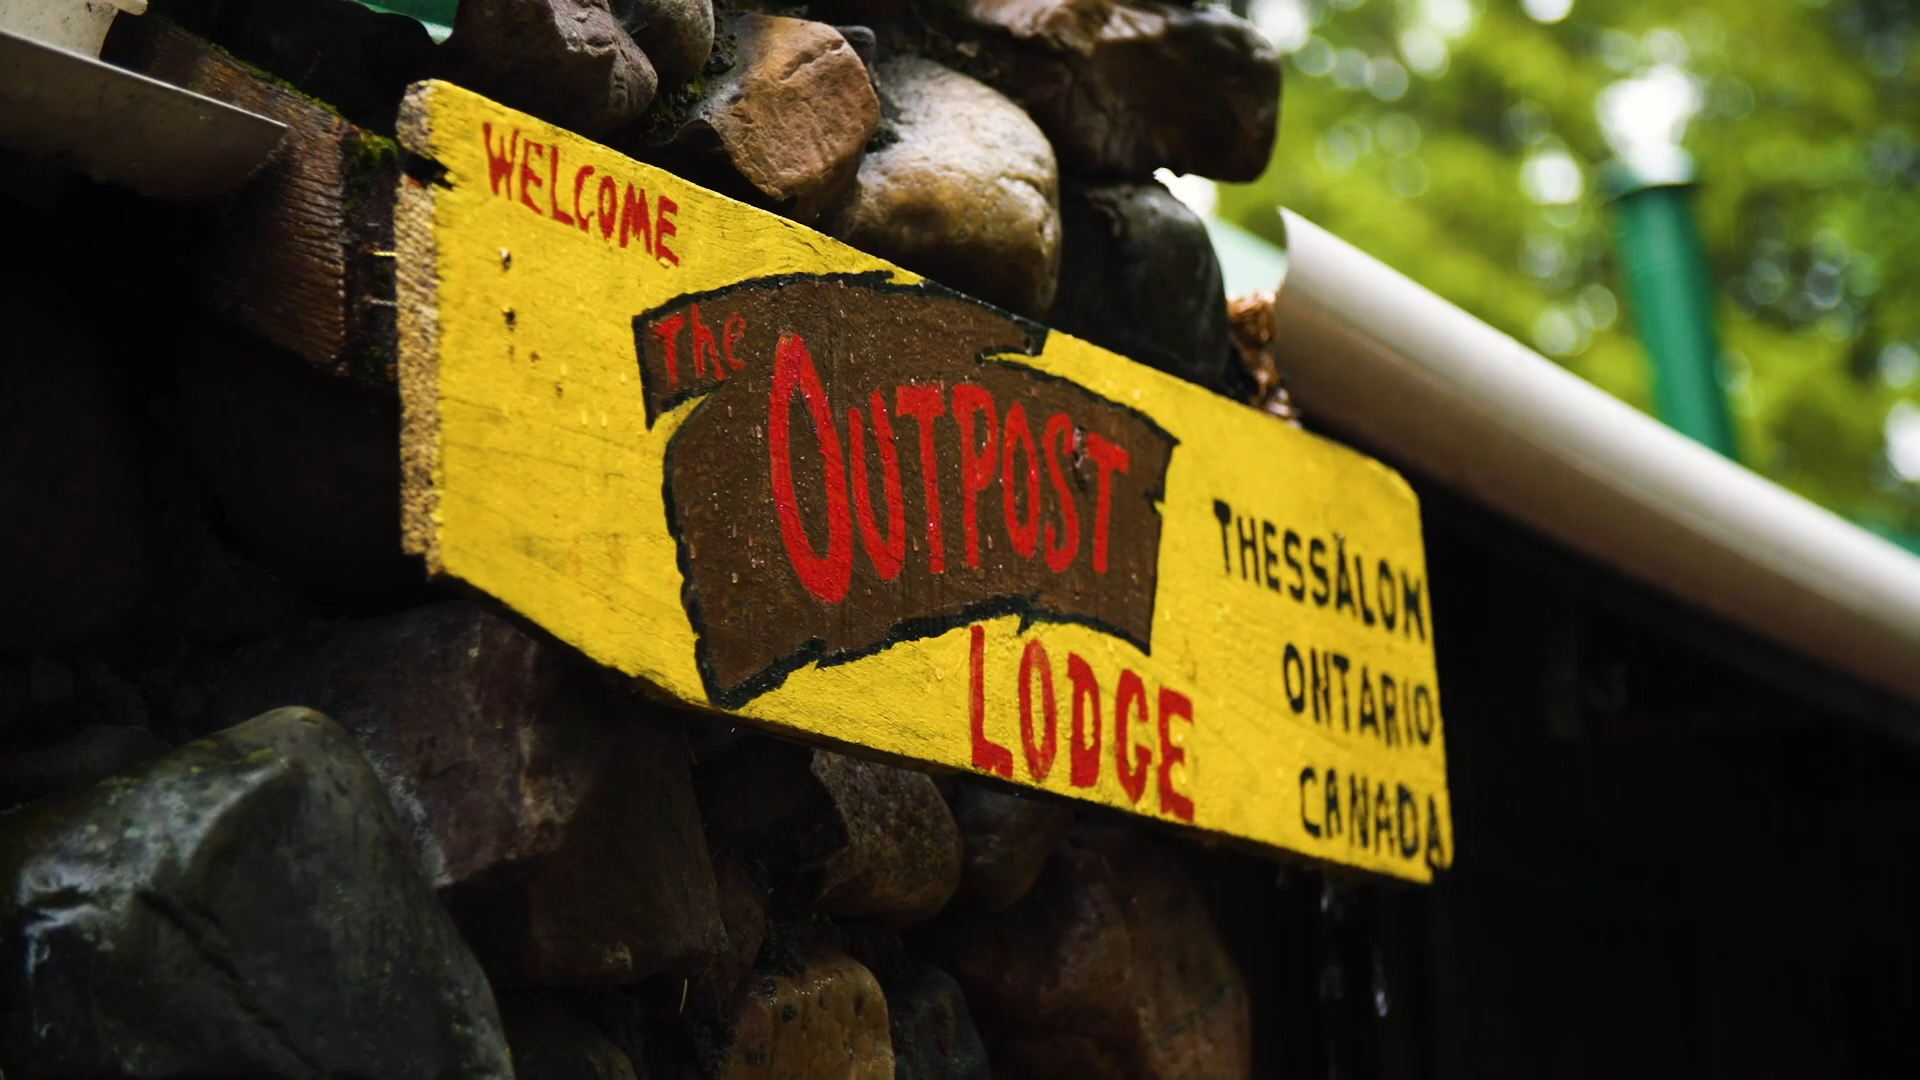 WELCOME
The
OUTPOST
LODGE
THESSALON
ONTARIO
CANADA